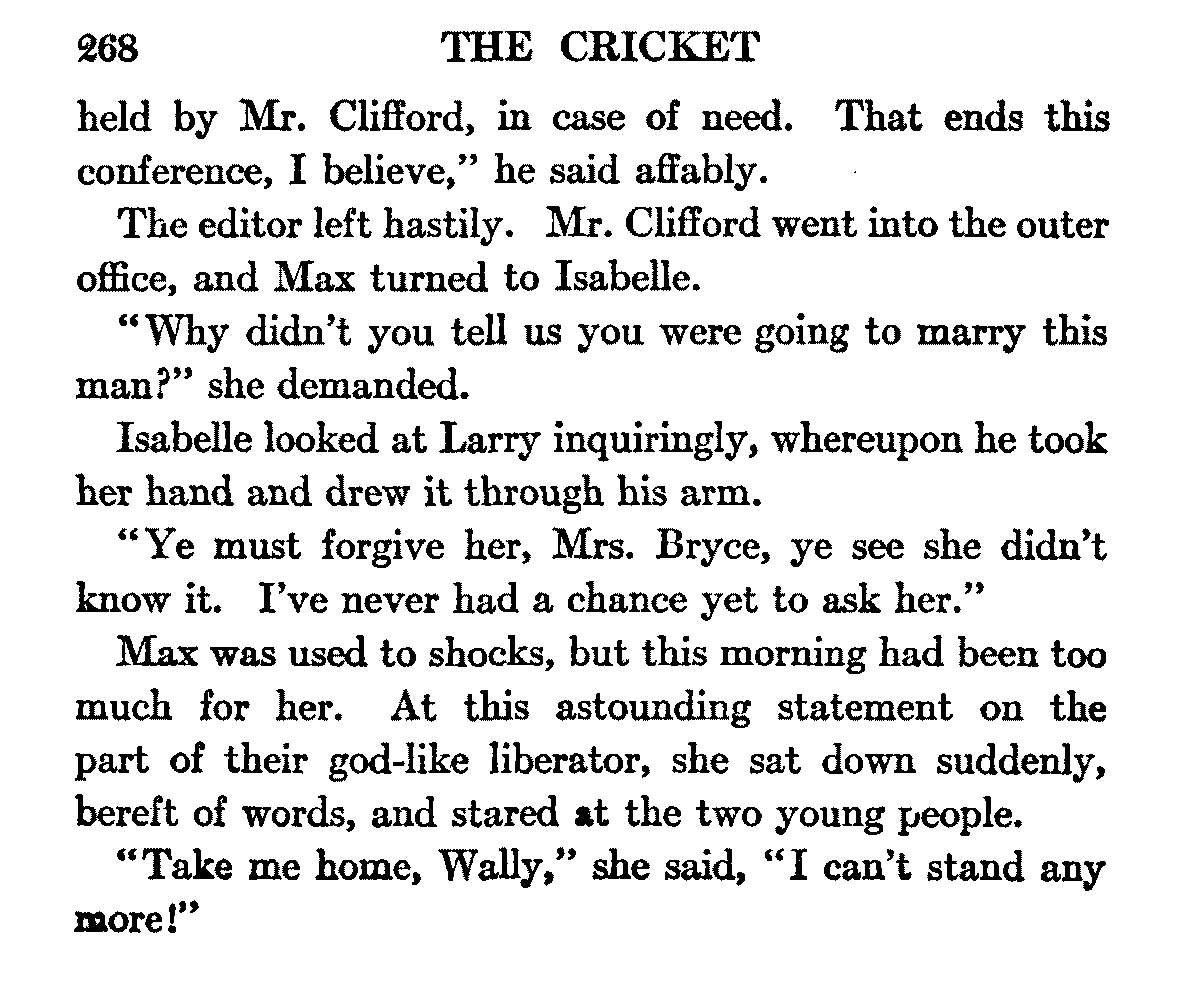 268 THE CRICKET
held by Mr. Clifford, in case of need. That ends this
conference, I believe,” he said affably.
The editor left hastily. Mr. Clifford went into the outer
office, and Max turned to Isabelle.
“Why didn’t you tell us you were going to marry this
man?” she demanded.
Isabelle looked at Larry inquiringly, whereupon he took
her hand and drew it through his arm.
“Ye must forgive her, Mrs. Bryce, ye see she didn’t
know it. I’ve never had a chance yet to ask her.”
Max was used to shocks, but this morning had been too
much for her. At this astounding statement on the
part of their god-like liberator, she sat down suddenly,
bereft of words, and stared at the two young people.
“Take me home, Wally,” she said, “I can’t stand any
more!”